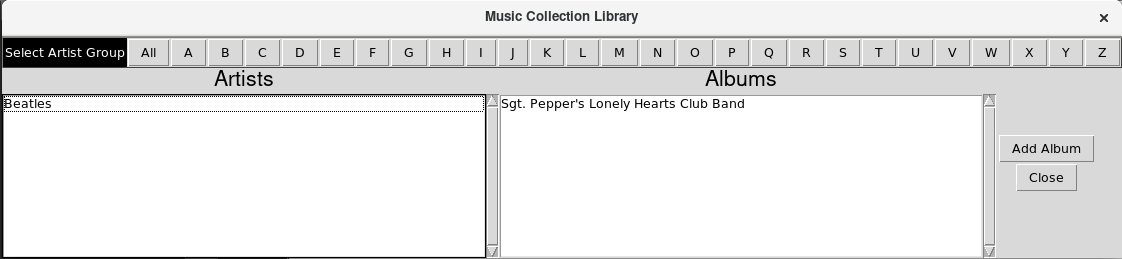 Music Collection Library
Select Artist Group All A B C D E F G H I J K L M N O P Q R S T U V W X Y Z
Artists Albums
Beatles Sgt. Pepper's Lonely Hearts Club Band
Add Album
Close